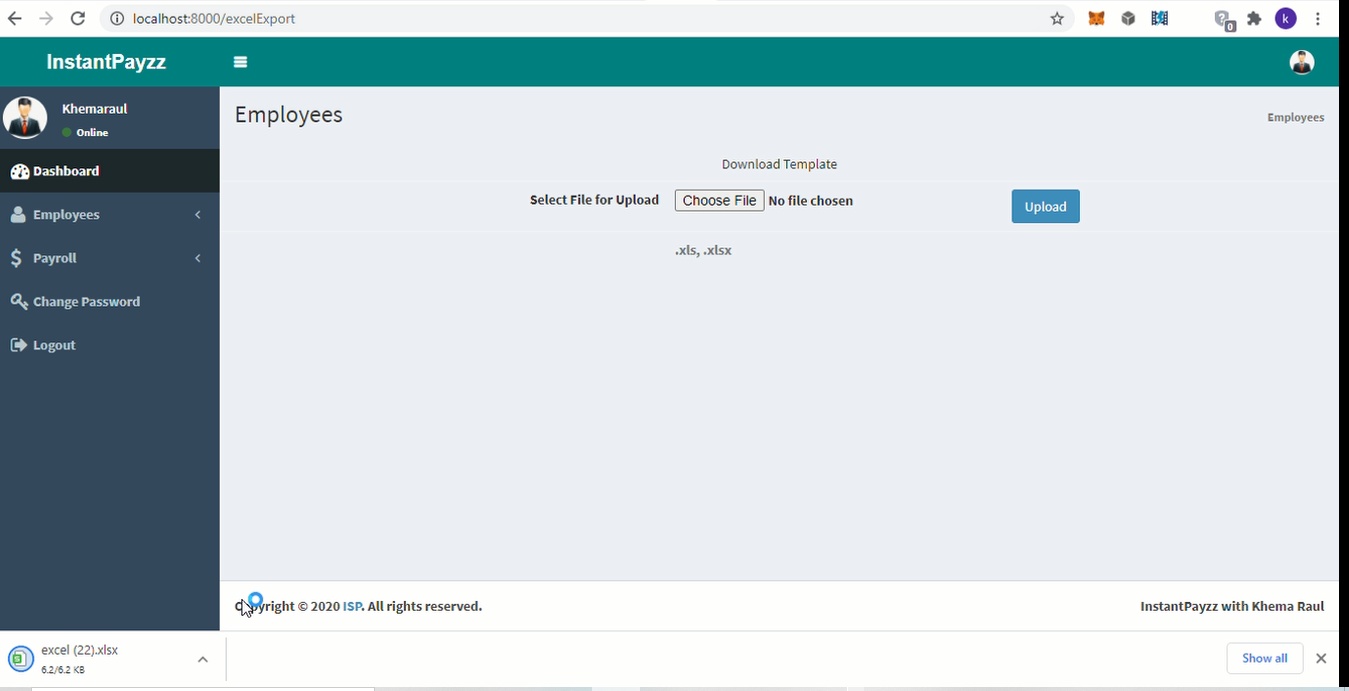 localhost:8000/excelExport
0
k
InstantPayzz
Khemaraul
Online
Dashboard
Employees
Payroll
Change Password
Logout
Employees
Employees
Download Template
Select File for Upload Choose File No file chosen Upload
.xls, .xlsx
Copyright © 2020 ISP. All rights reserved. InstantPayzz with Khema Raul
excel (22).xlsx
6.2/6.2 KB
Show all